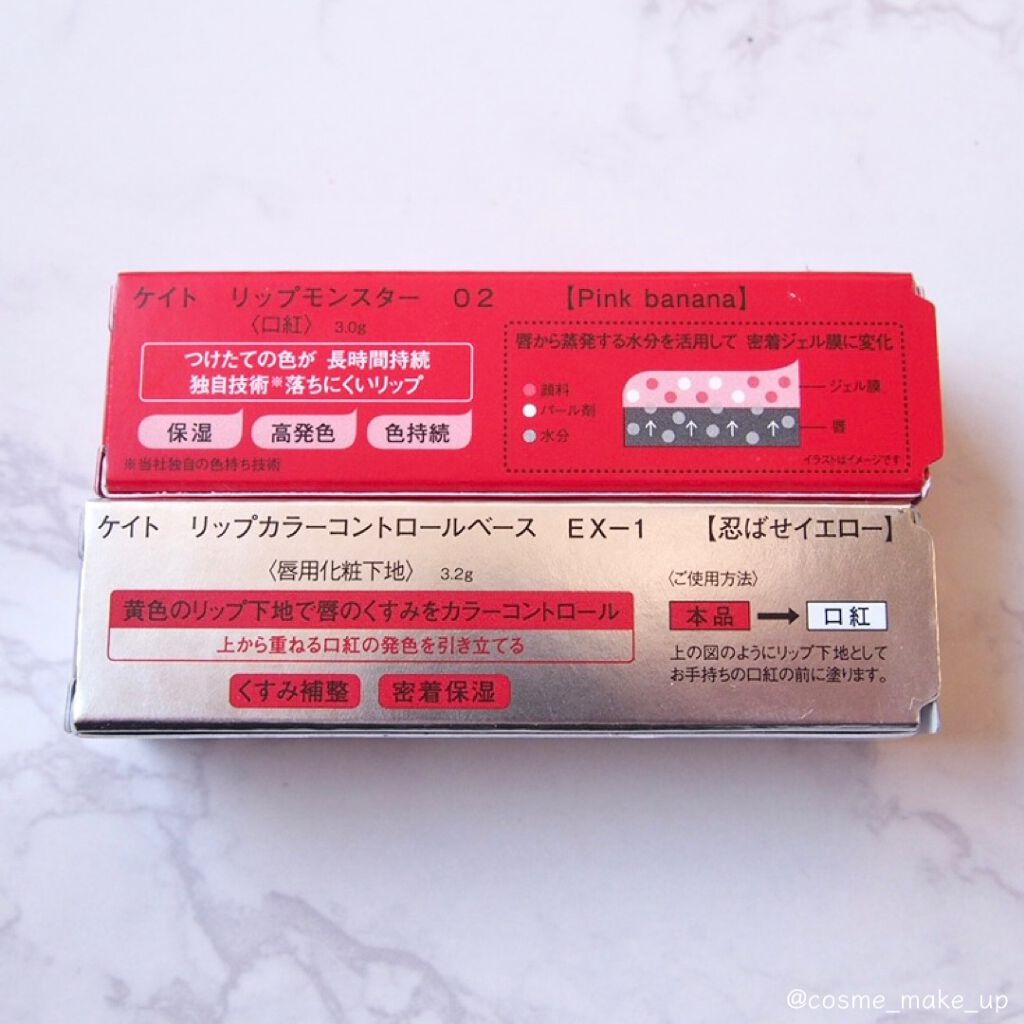 ケイト リップモンスター 02 【Pink banana】
〈口紅〉 3.0g
つけたての色が 長時間持続
独自技術※落ちにくいリップ
保湿 高発色 色持続
※当社独自の色持ち技術
唇から蒸発する水分を活用して 密着ジェル膜に変化
顔料
パール剤
水分
ジェル膜
唇
イラストはイメージです
ケイト リップカラーコントロールベース EX-1 【忍ばせイエロー】
〈唇用化粧下地〉 3.2g
黄色のリップ下地で唇のくすみをカラーコントロール
上から重ねる口紅の発色を引き立てる
くすみ補整 密着保湿
〈ご使用方法〉
本品 → 口紅
上の図のようにリップ下地として
お手持ちの口紅の前に塗ります。
@cosme_make_up